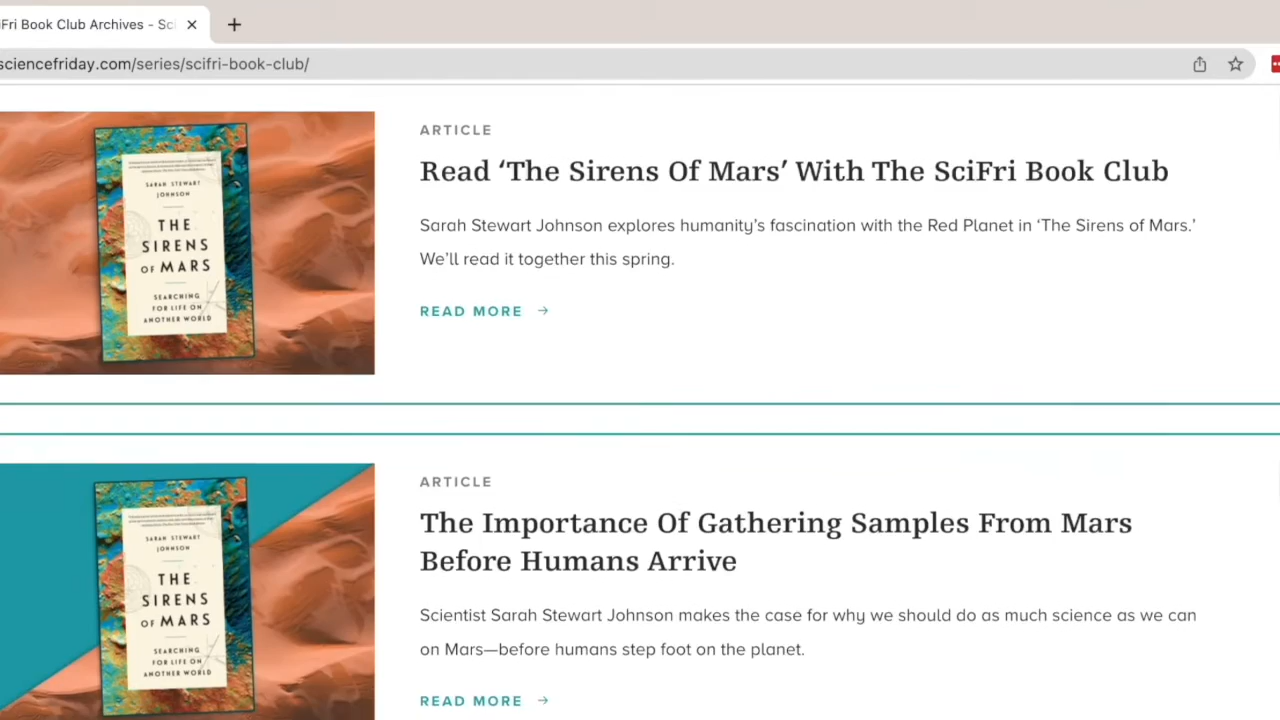 Fri Book Club Archives - Sc
sciencefriday.com/series/scifri-book-club/
SARAH STEWART
JOHNSON
THE
SIRENS
OF MARS
SEARCHING
FOR LIFE ON
ANOTHER WORLD
ARTICLE
Read ‘The Sirens Of Mars’ With The SciFri Book Club
Sarah Stewart Johnson explores humanity’s fascination with the Red Planet in ‘The Sirens of Mars.’
We’ll read it together this spring.
READ MORE →
SARAH STEWART
JOHNSON
THE
SIRENS
OF MARS
SEARCHING
FOR LIFE ON
ANOTHER WORLD
ARTICLE
The Importance Of Gathering Samples From Mars
Before Humans Arrive
Scientist Sarah Stewart Johnson makes the case for why we should do as much science as we can
on Mars—before humans step foot on the planet.
READ MORE →